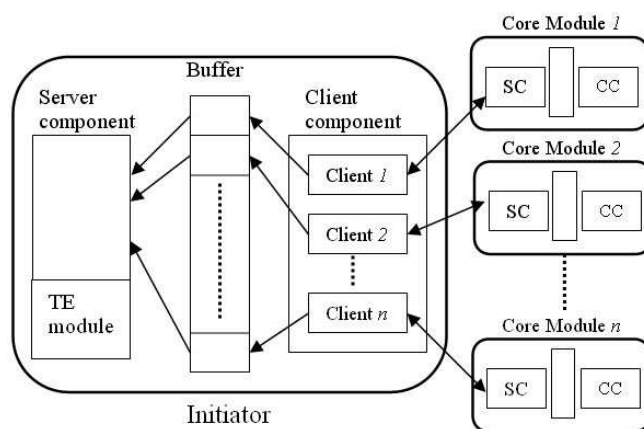 Core Module 1
SC
CC
Buffer
Server
component
Client
component
Client 1
Core Module 2
SC
CC
Client 2
TE
module
Client n
Core Module n
SC
CC
Initiator